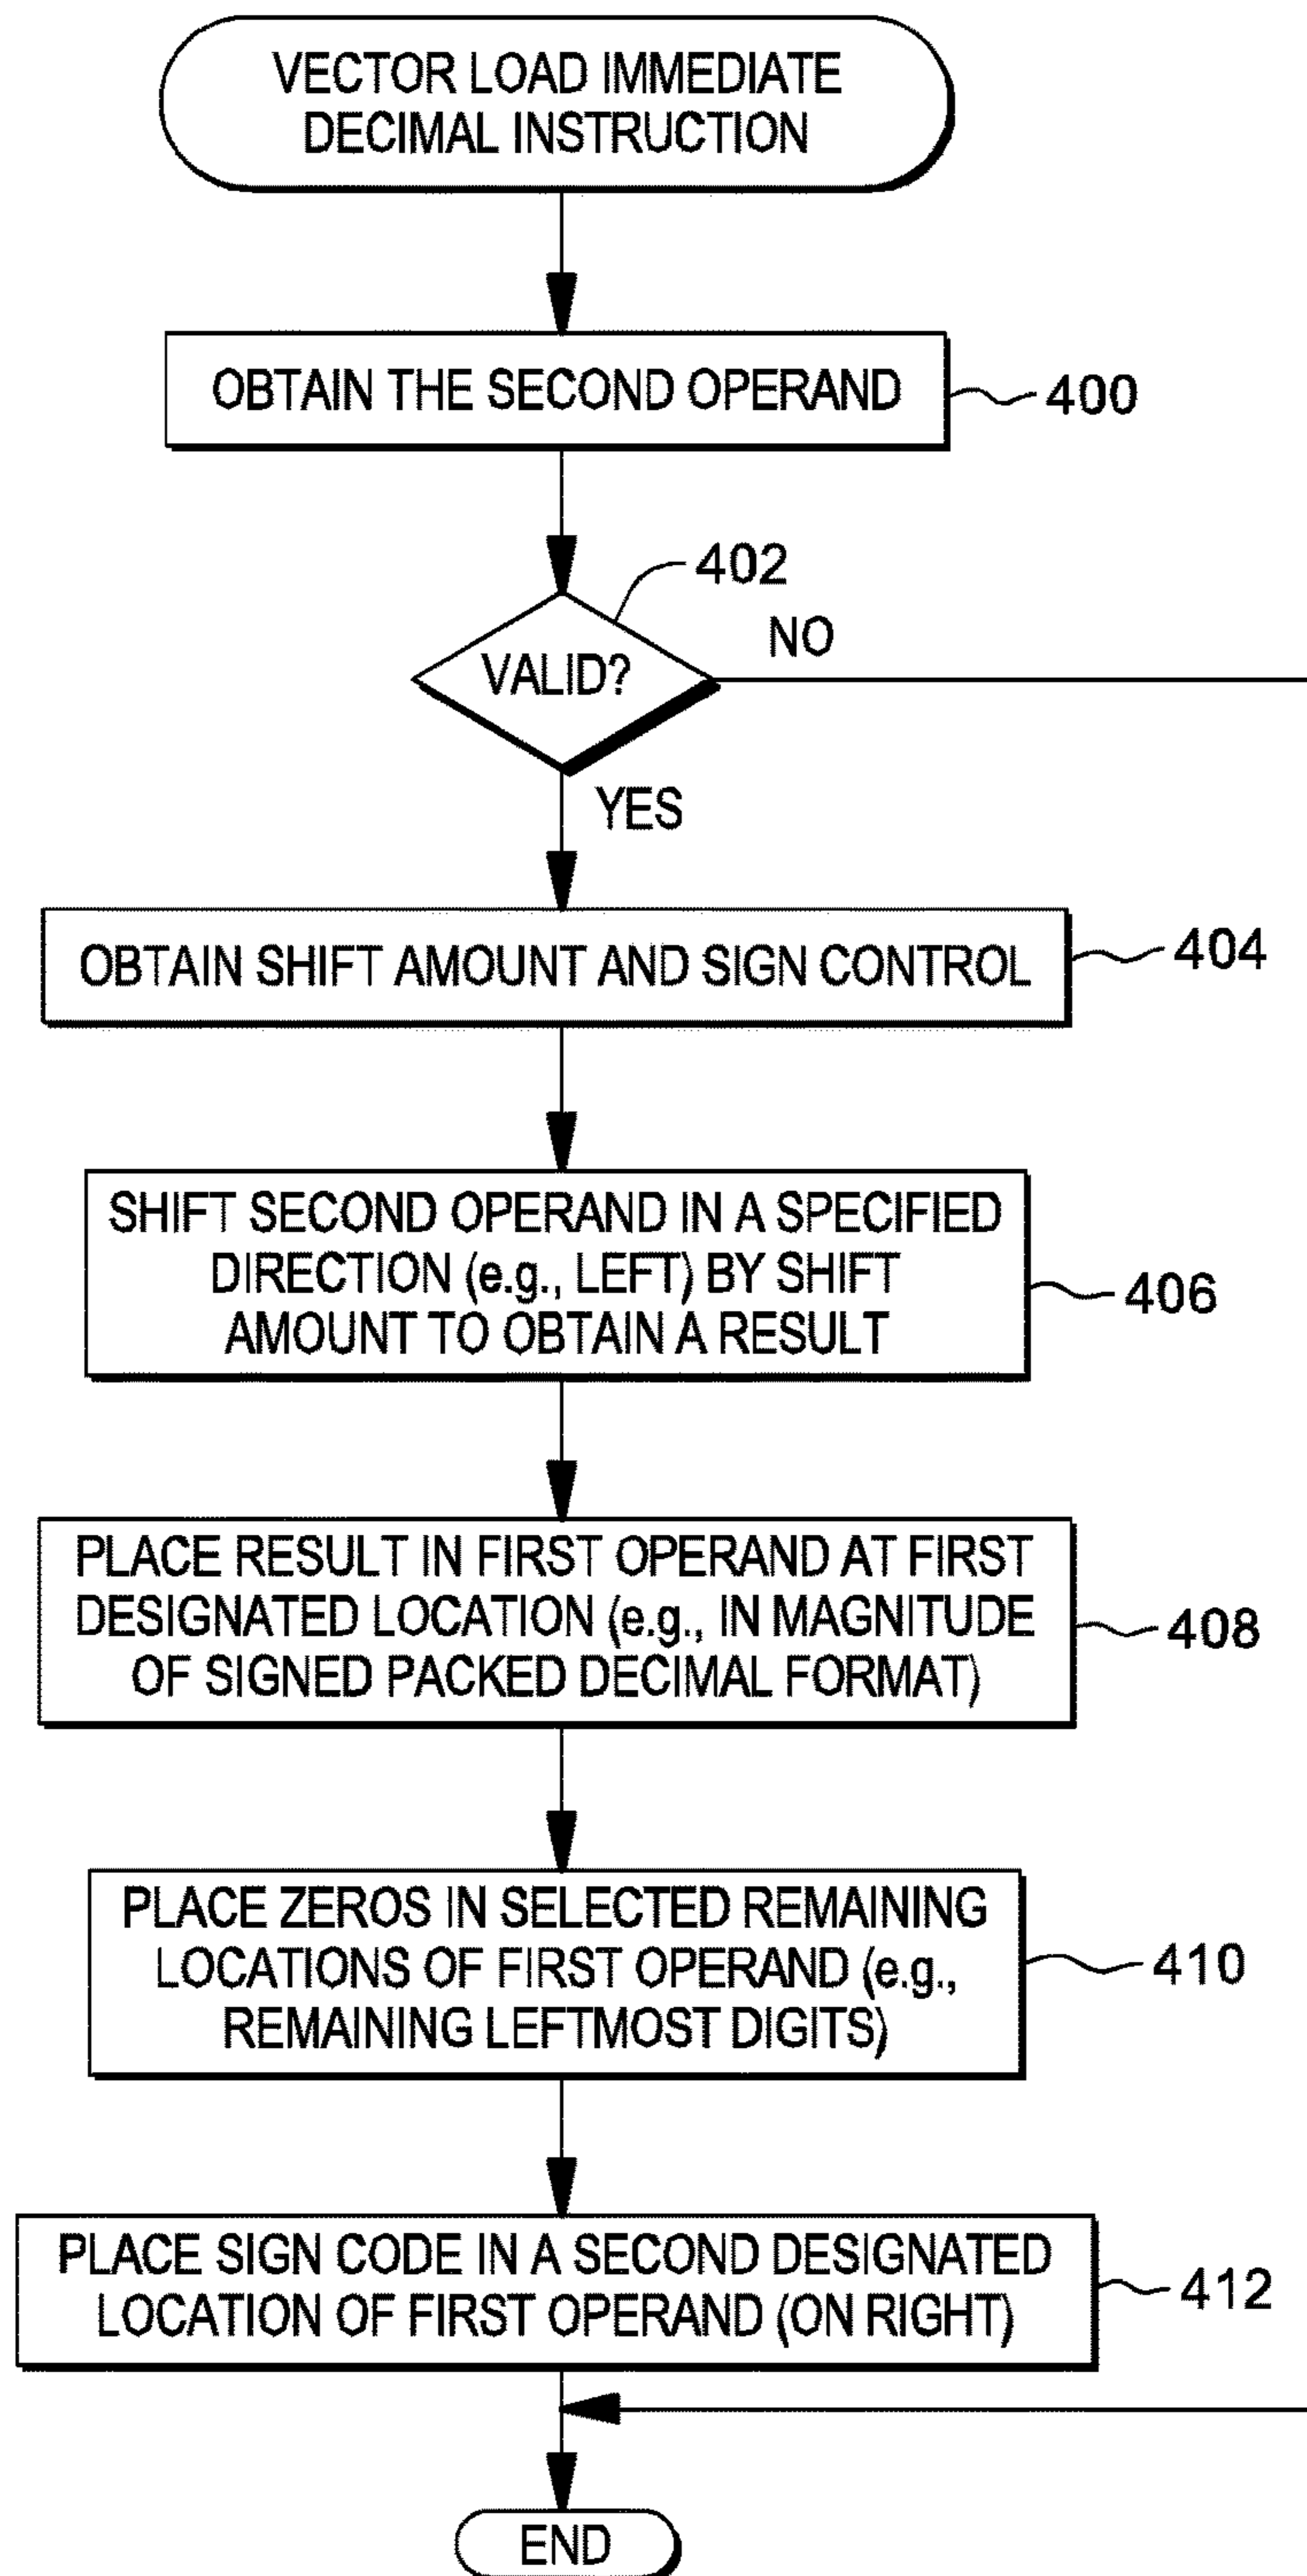 VECTOR LOAD IMMEDIATE
DECIMAL INSTRUCTION
OBTAIN THE SECOND OPERAND
400
402
NO
VALID?
YES
OBTAIN SHIFT AMOUNT AND SIGN CONTROL
404
SHIFT SECOND OPERAND IN A SPECIFIED
DIRECTION (e.g., LEFT) BY SHIFT
AMOUNT TO OBTAIN A RESULT
406
PLACE RESULT IN FIRST OPERAND AT FIRST
DESIGNATED LOCATION (e.g., IN MAGNITUDE
OF SIGNED PACKED DECIMAL FORMAT)
408
PLACE ZEROS IN SELECTED REMAINING
LOCATIONS OF FIRST OPERAND (e.g.,
REMAINING LEFTMOST DIGITS)
410
PLACE SIGN CODE IN A SECOND DESIGNATED
LOCATION OF FIRST OPERAND (ON RIGHT)
412
END